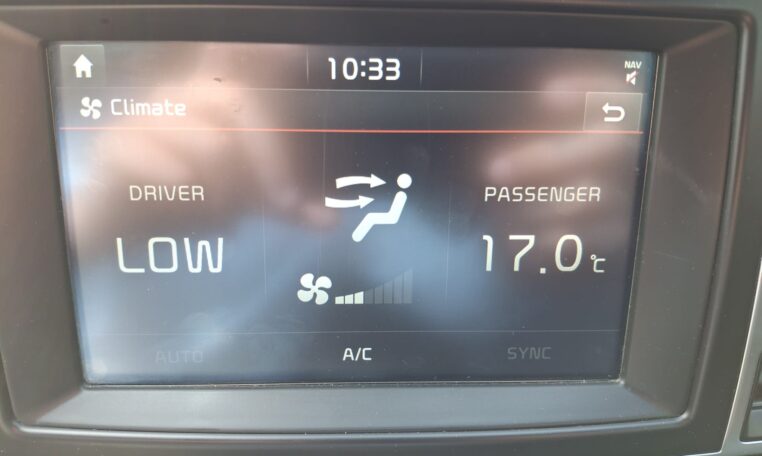 10:33
NAV
Climate
DRIVER
PASSENGER
LOW
17.0 °C
AUTO
A/C
SYNC